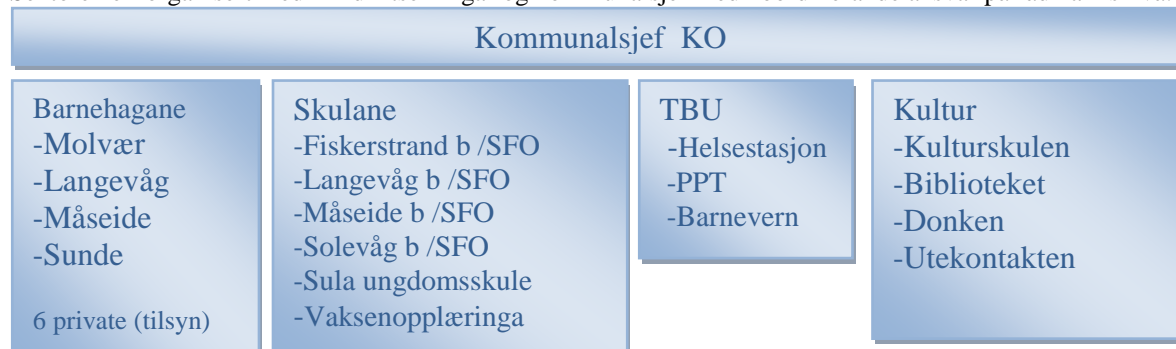 Kommunalsjef KO
Barnehagane
-Molvær
-Langevåg
-Måseide
-Sunde
6 private (tilsyn)
Skulane
-Fiskerstrand b /SFO
-Langevåg b /SFO
-Måseide b /SFO
-Solevåg b /SFO
-Sula ungdomsskule
-Vaksenopplæringa
TBU
-Helsestasjon
-PPT
-Barnevern
Kultur
-Kulturskulen
-Biblioteket
-Donken
-Utekontakten